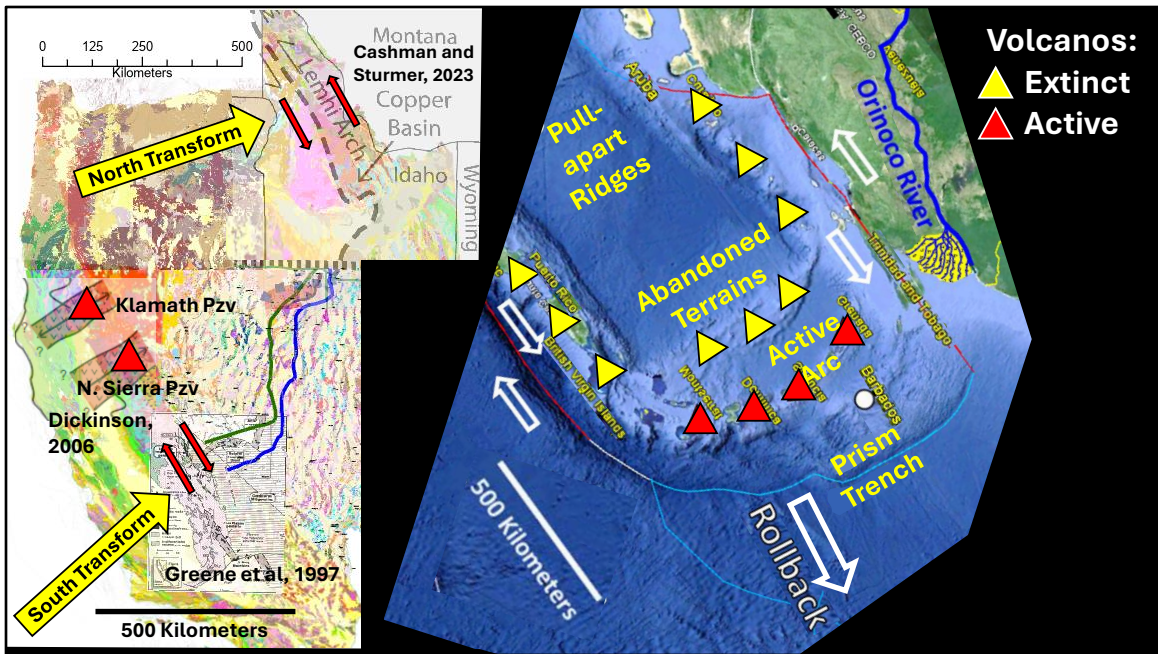 0 125 250 500
Kilometers
Montana
Cashman and
Sturmer, 2023
Copper
Basin
Lemhi Arch
Idaho
Wyoming
North Transform
Klamath Pzv
N. Sierra Pzv
Dickinson,
2006
South Transform
Greene et al, 1997
500 Kilometers
Volcanos:
Extinct
Active
Aruba
Orinoco River
Pull-
apart
Ridges
Abandoned
Terrains
Active
Arc
Trinidad and Tobago
Puerto Rico
British Virgin Islands
Barbados
Prism
Trench
Rollback
500 Kilometers